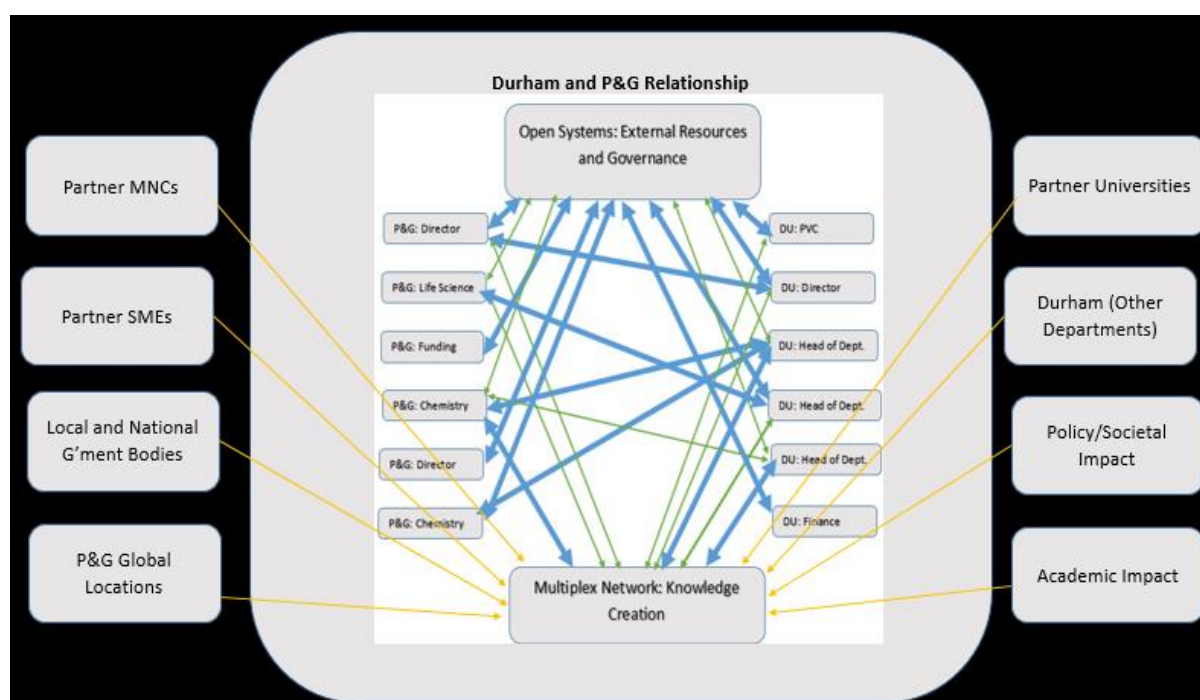 Durham and P&G Relationship
Open Systems: External Resources
and Governance
Partner MNCs
Partner SMEs
Local and National
G'ment Bodies
P&G Global
Locations
P&G: Director
P&G: Life Science
P&G: Funding
P&G: Chemistry
P&G: Director
P&G: Chemistry
DU: PVC
DU: Director
DU: Head of Dept.
DU: Head of Dept.
DU: Head of Dept.
DU: Finance
Partner Universities
Durham (Other
Departments)
Policy/Societal
Impact
Academic Impact
Multiplex Network: Knowledge
Creation